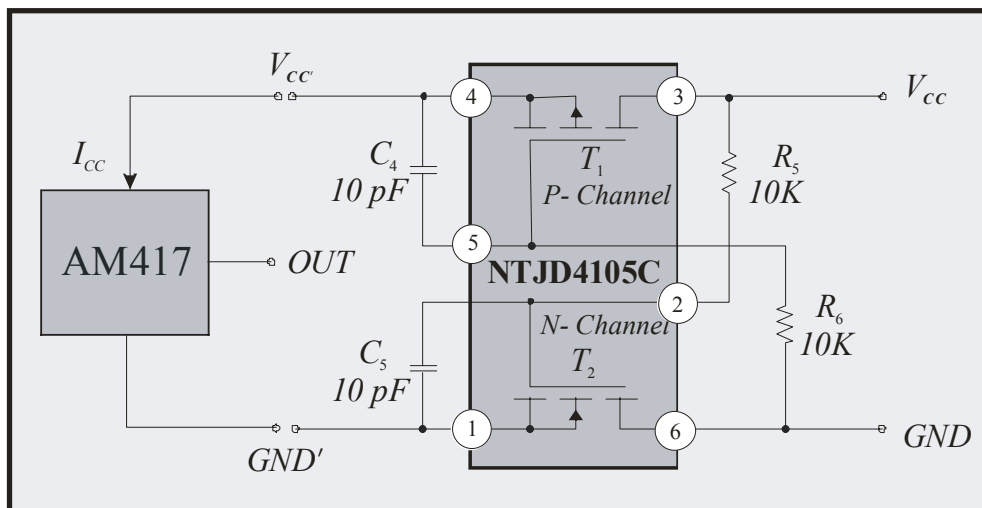 V_CC'
4
3
V_CC
I_CC
C_4
10 pF
T_1
P- Channel
R_5
10K
AM417
OUT
5
NTJD4105C
2
N- Channel
R_6
10K
C_5
10 pF
T_2
1
6
GND'
GND